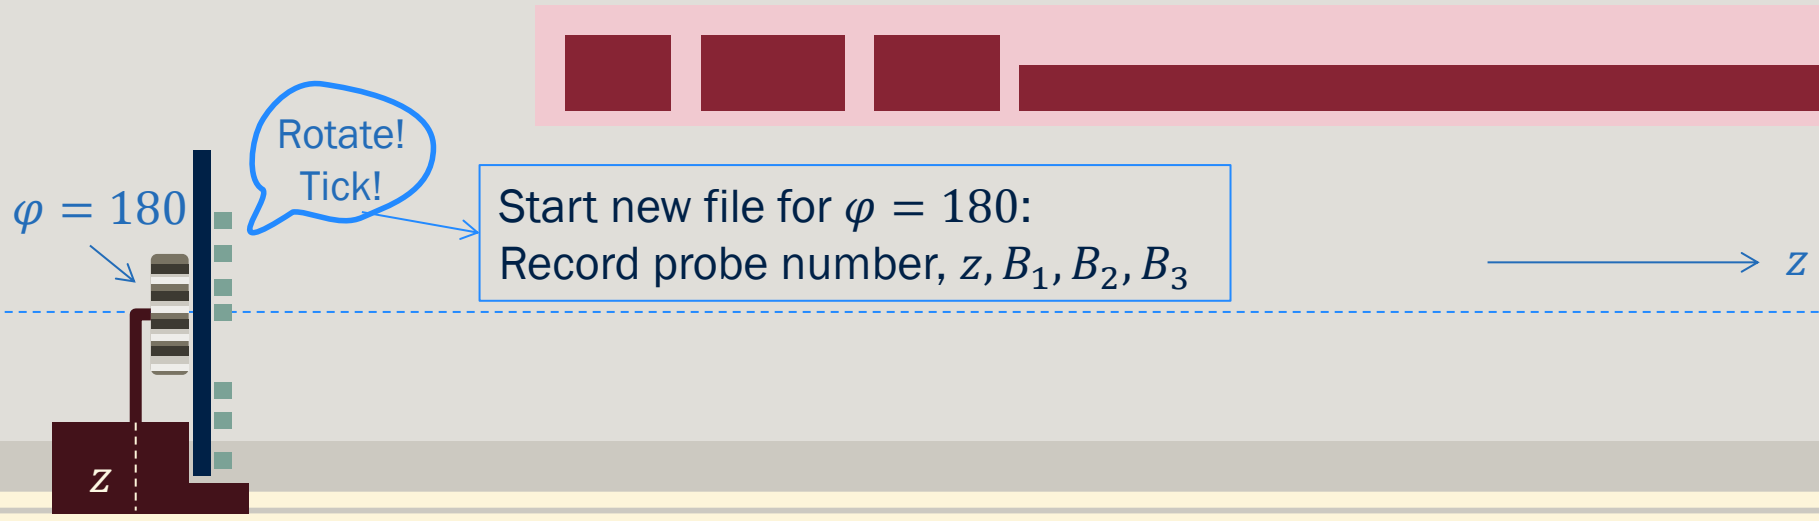 Rotate!
Tick!
φ = 180
Start new file for φ = 180:
Record probe number, z, B₁, B₂, B₃
z
z